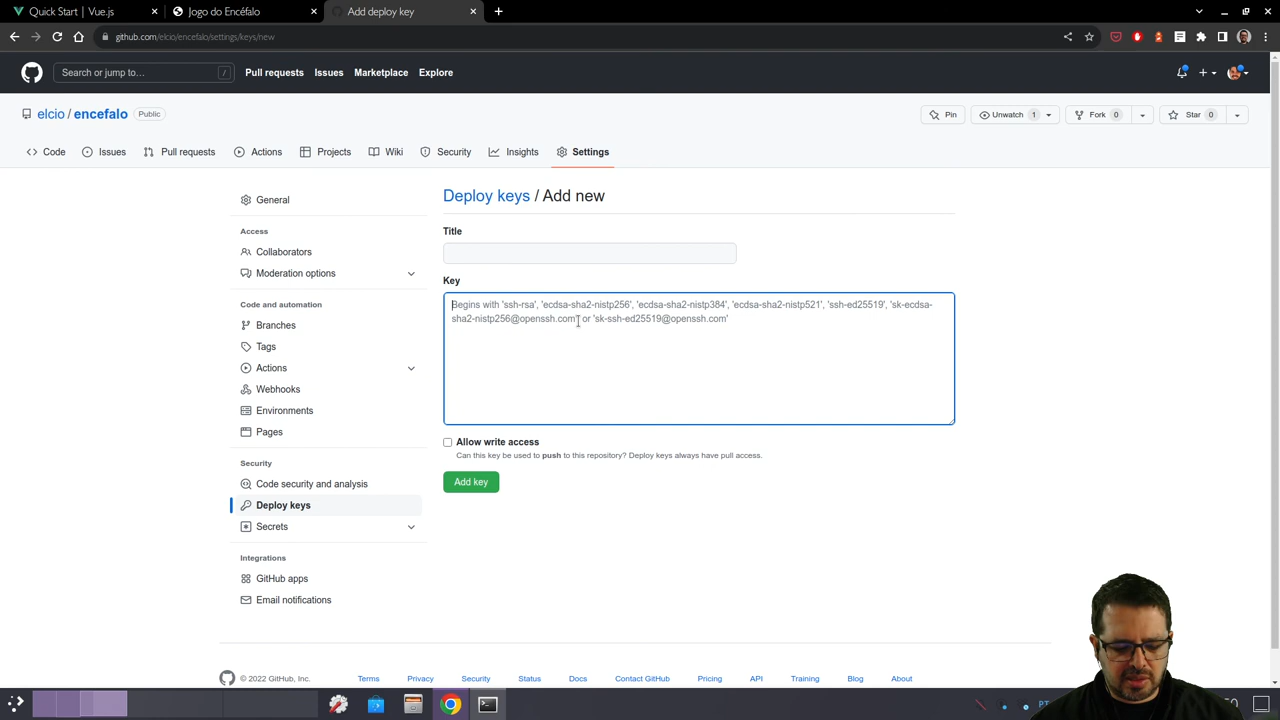 Quick Start | Vue.js
Jogo do Encéfalo
Add deploy key
github.com/elcio/encefalo/settings/keys/new
Search or jump to…
/
Pull requests
Issues
Marketplace
Explore
elcio / encefalo
Public
Pin
Unwatch 1
Fork 0
Star 0
Code
Issues
Pull requests
Actions
Projects
Wiki
Security
Insights
Settings
General
Access
Collaborators
Moderation options
Code and automation
Branches
Tags
Actions
Webhooks
Environments
Pages
Security
Code security and analysis
Deploy keys
Secrets
Integrations
GitHub apps
Email notifications
Deploy keys / Add new
Title
Key
Begins with 'ssh-rsa', 'ecdsa-sha2-nistp256', 'ecdsa-sha2-nistp384', 'ecdsa-sha2-nistp521', 'ssh-ed25519', 'sk-ecdsa-
sha2-nistp256@openssh.com' or 'sk-ssh-ed25519@openssh.com'
Allow write access
Can this key be used to push to this repository? Deploy keys always have pull access.
Add key
© 2022 GitHub, Inc.
Terms
Privacy
Security
Status
Docs
Contact GitHub
Pricing
API
Training
Blog
About